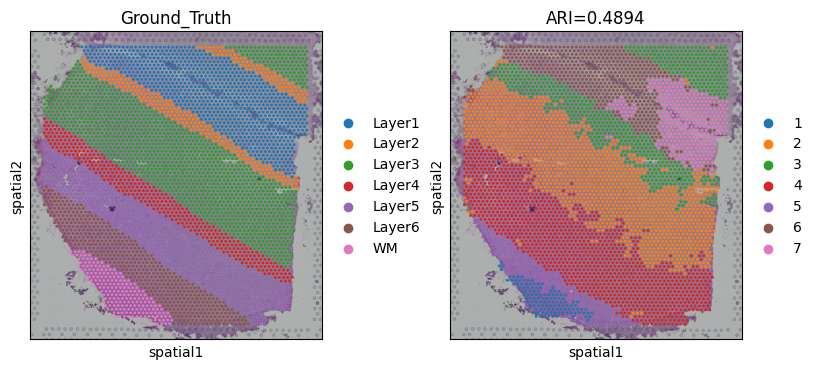 Ground_Truth
spatial2
spatial1
Layer1
Layer2
Layer3
Layer4
Layer5
Layer6
WM
ARI=0.4894
spatial2
spatial1
1
2
3
4
5
6
7